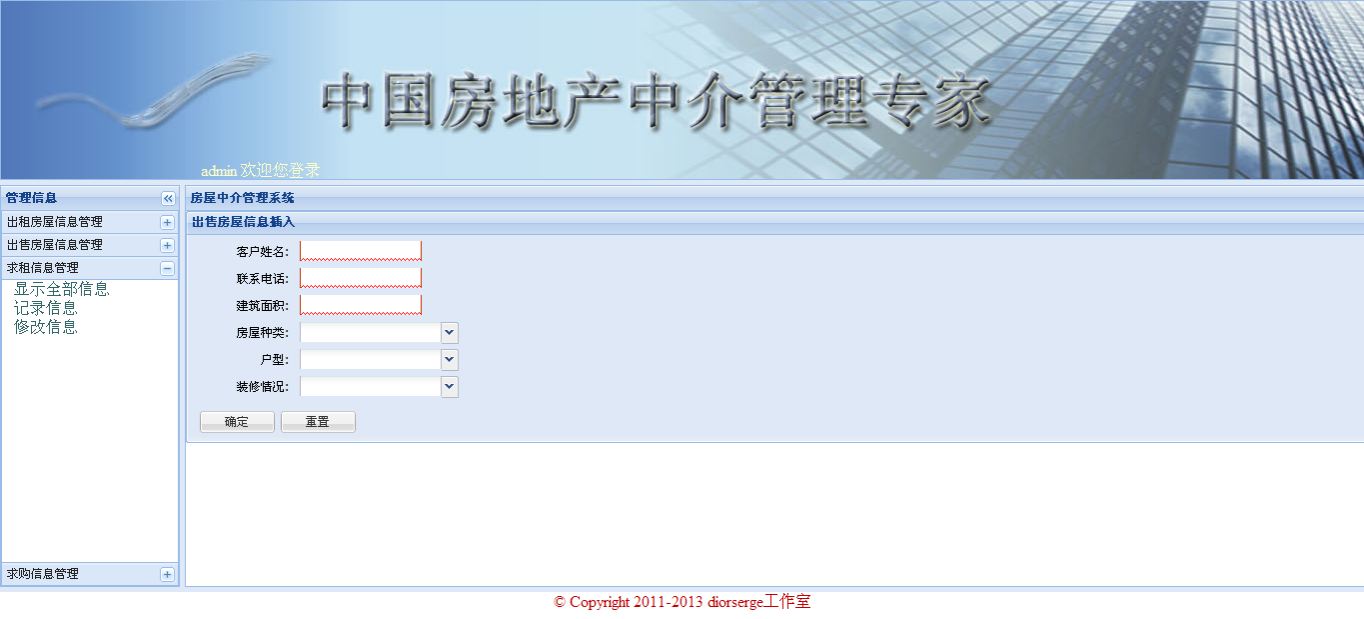 中国房地产中介管理专家
admin 欢迎您登录
管理信息
出租房屋信息管理
出售房屋信息管理
求租信息管理
显示全部信息
记录信息
修改信息
求购信息管理
房屋中介管理系统
出售房屋信息插入
客户姓名:
联系电话:
建筑面积:
房屋种类:
户型:
装修情况:
确定 重置
© Copyright 2011-2013 diorserge工作室